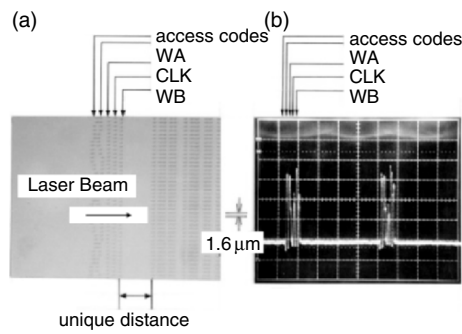 (a)
access codes
WA
CLK
WB
Laser Beam
unique distance
(b)
access codes
WA
CLK
WB
1.6 μm